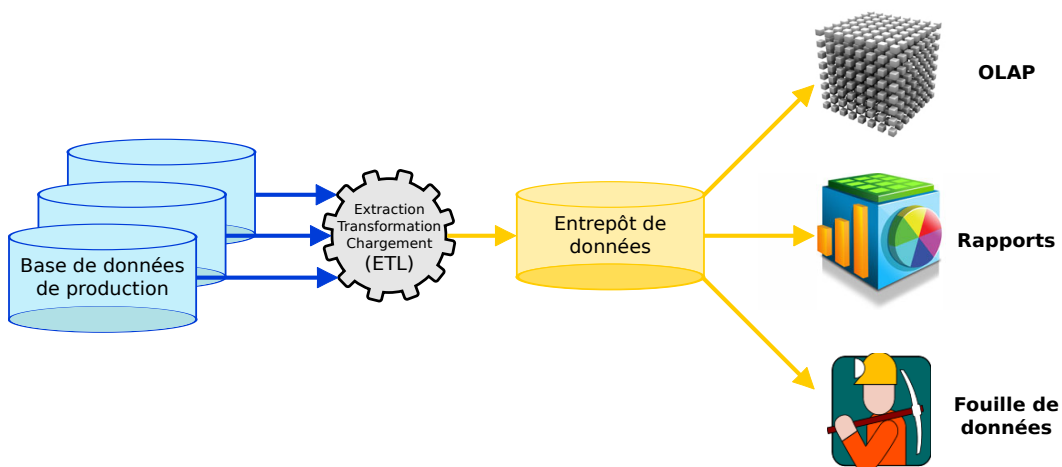 Base de données
de production
Extraction
Transformation
Chargement
(ETL)
Entrepôt de
données
OLAP
Rapports
Fouille de
données